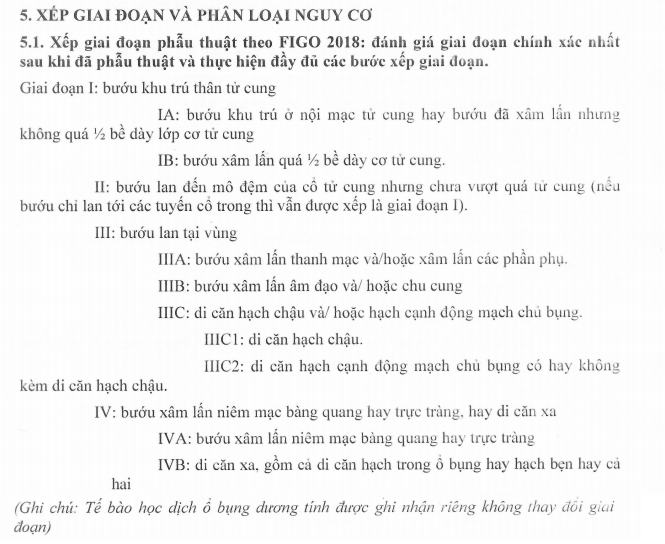 5. XẾP GIAI ĐOẠN VÀ PHÂN LOẠI NGUY CƠ
5.1. Xếp giai đoạn phẫu thuật theo FIGO 2018: đánh giá giai đoạn chính xác nhất
sau khi đã phẫu thuật và thực hiện đầy đủ các bước xếp giai đoạn.
Giai đoạn I: bướu khu trú thân tử cung
IA: bướu khu trú ở nội mạc tử cung hay bướu đã xâm lấn nhưng
không quá ½ bề dày lớp cơ tử cung
IB: bướu xâm lấn quá ½ bề dày cơ tử cung.
II: bướu lan đến mô đệm của cổ tử cung nhưng chưa vượt quá tử cung (nếu
bướu chỉ lan tới các tuyến cổ trong thì vẫn được xếp là giai đoạn I).
III: bướu lan tại vùng
IIIA: bướu xâm lấn thanh mạc và/hoặc xâm lấn các phần phụ.
IIIB: bướu xâm lấn âm đạo và/ hoặc chu cung
IIIC: di căn hạch chậu và/ hoặc hạch cạnh động mạch chủ bụng.
IIIC1: di căn hạch chậu.
IIIC2: di căn hạch cạnh động mạch chủ bụng có hay không
kèm di căn hạch chậu.
IV: bướu xâm lấn niêm mạc bàng quang hay trực tràng, hay di căn xa
IVA: bướu xâm lấn niêm mạc bàng quang hay trực tràng
IVB: di căn xa, gồm cả di căn hạch trong ổ bụng hay hạch bẹn hay cả
hai
(Ghi chú: Tế bào học dịch ổ bụng dương tính được ghi nhận riêng không thay đổi giai
đoạn)